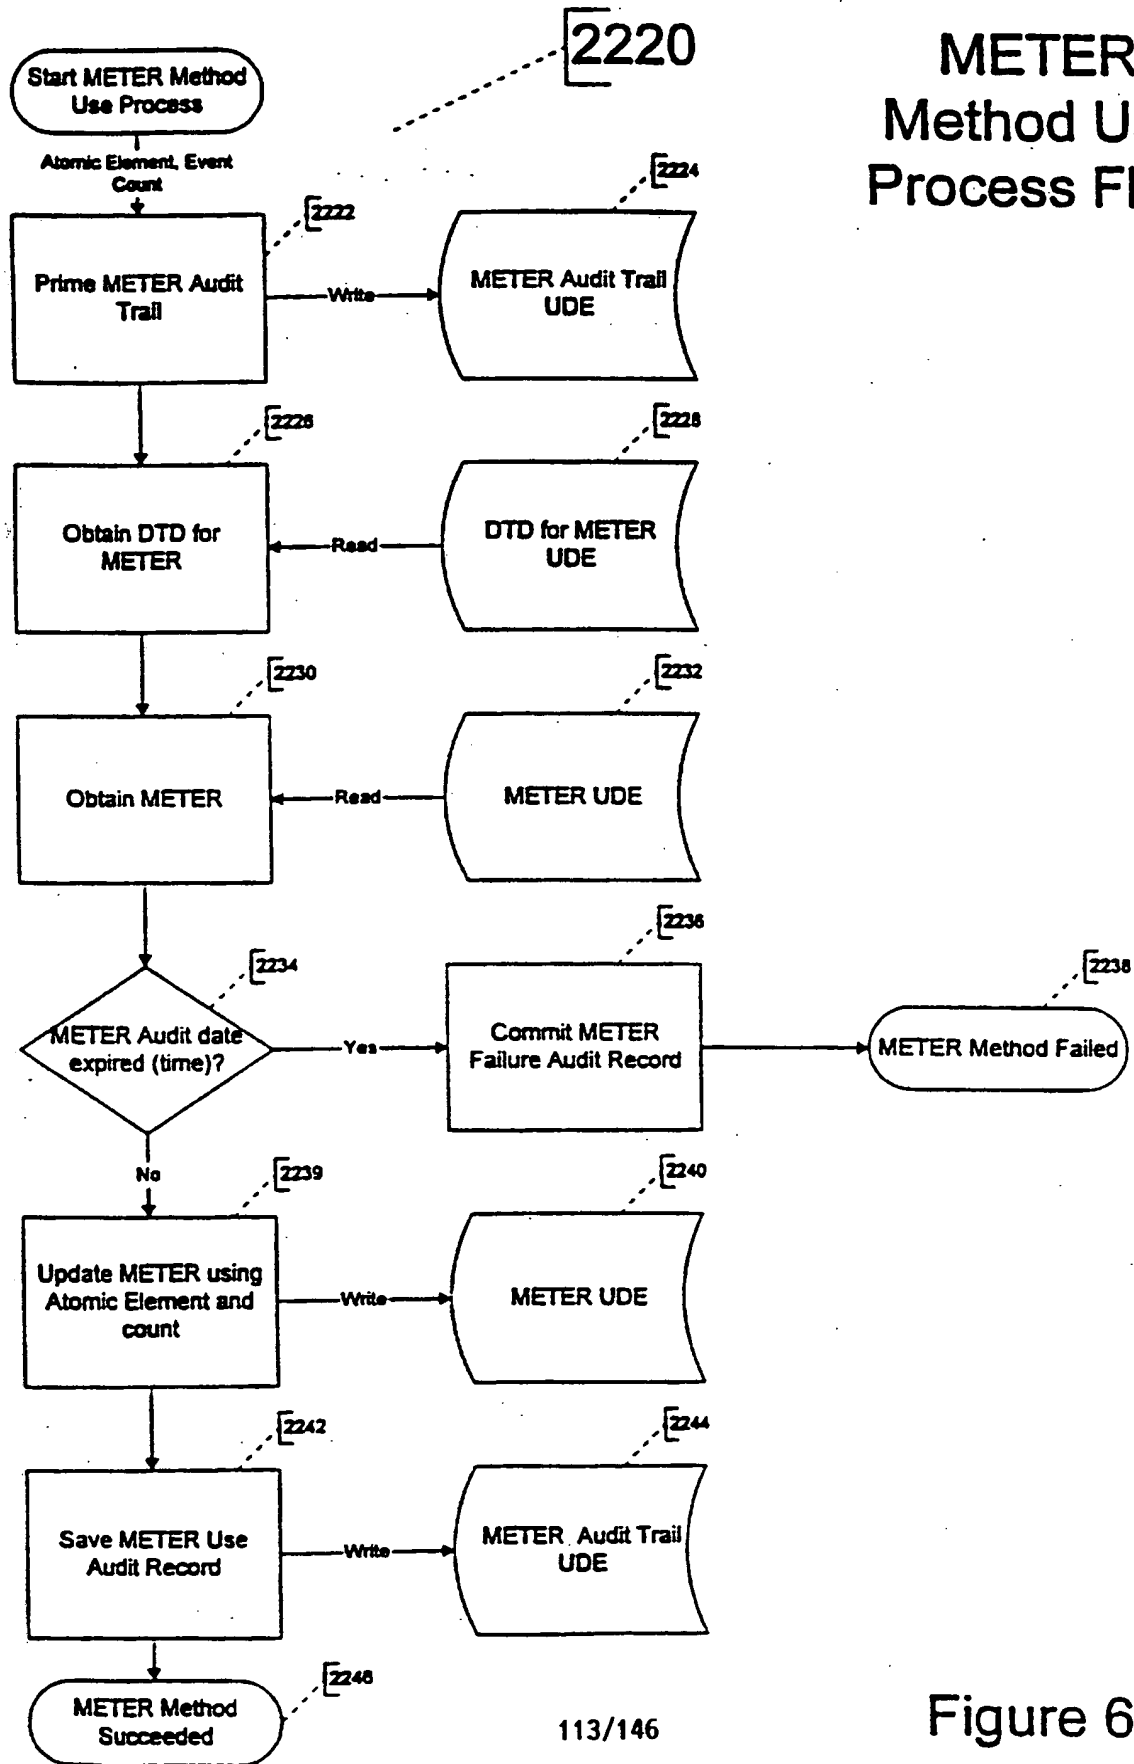 2220
METER
Method U
Process Fl
Start METER Method
Use Process
Atomic Element, Event
Count
2222
2224
Prime METER Audit
Trail
Write
METER Audit Trail
UDE
2226
2228
Obtain DTD for
METER
Read
DTD for METER
UDE
2230
2232
Obtain METER
Read
METER UDE
2234
2236
2238
METER Audit date
expired (time)?
Yes
Commit METER
Failure Audit Record
METER Method Failed
No
2239
2240
Update METER using
Atomic Element and
count
Write
METER UDE
2242
2244
Save METER Use
Audit Record
Write
METER Audit Trail
UDE
2246
METER Method
Succeeded
113/146
Figure 6